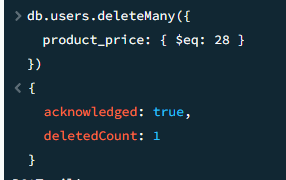 > db.users.deleteMany({
product_price: { $eq: 28 }
})
< {
acknowledged: true,
deletedCount: 1
}